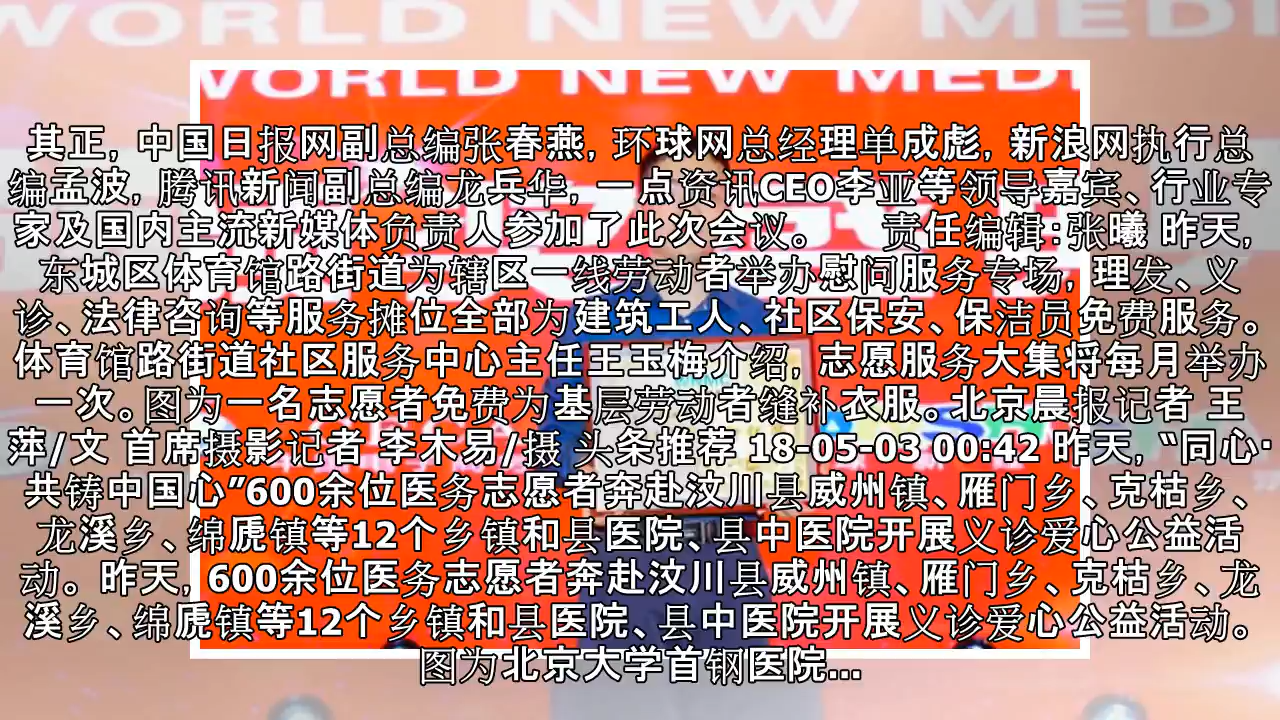 WORLD NEW MEDI
WORLD NEW MEDI
其正，中国日报网副总编张春燕，环球网总经理单成彪，新浪网执行总
编孟波，腾讯新闻副总编龙兵华，一点资讯CEO李亚等领导嘉宾、行业专
家及国内主流新媒体负责人参加了此次会议。 责任编辑：张曦 昨天，
东城区体育馆路街道为辖区一线劳动者举办慰问服务专场，理发、义
诊、法律咨询等服务摊位全部为建筑工人、社区保安、保洁员免费服务。
体育馆路街道社区服务中心主任王玉梅介绍，志愿服务大集将每月举办
一次。图为一名志愿者免费为基层劳动者缝补衣服。北京晨报记者 王
萍/文 首席摄影记者 李木易/摄 头条推荐 18-05-03 00:42 昨天，“同心·
共铸中国心”600余位医务志愿者奔赴汶川县威州镇、雁门乡、克枯乡、
龙溪乡、绵虒镇等12个乡镇和县医院、县中医院开展义诊爱心公益活
动。昨天，600余位医务志愿者奔赴汶川县威州镇、雁门乡、克枯乡、龙
溪乡、绵虒镇等12个乡镇和县医院、县中医院开展义诊爱心公益活动。
图为北京大学首钢医院...